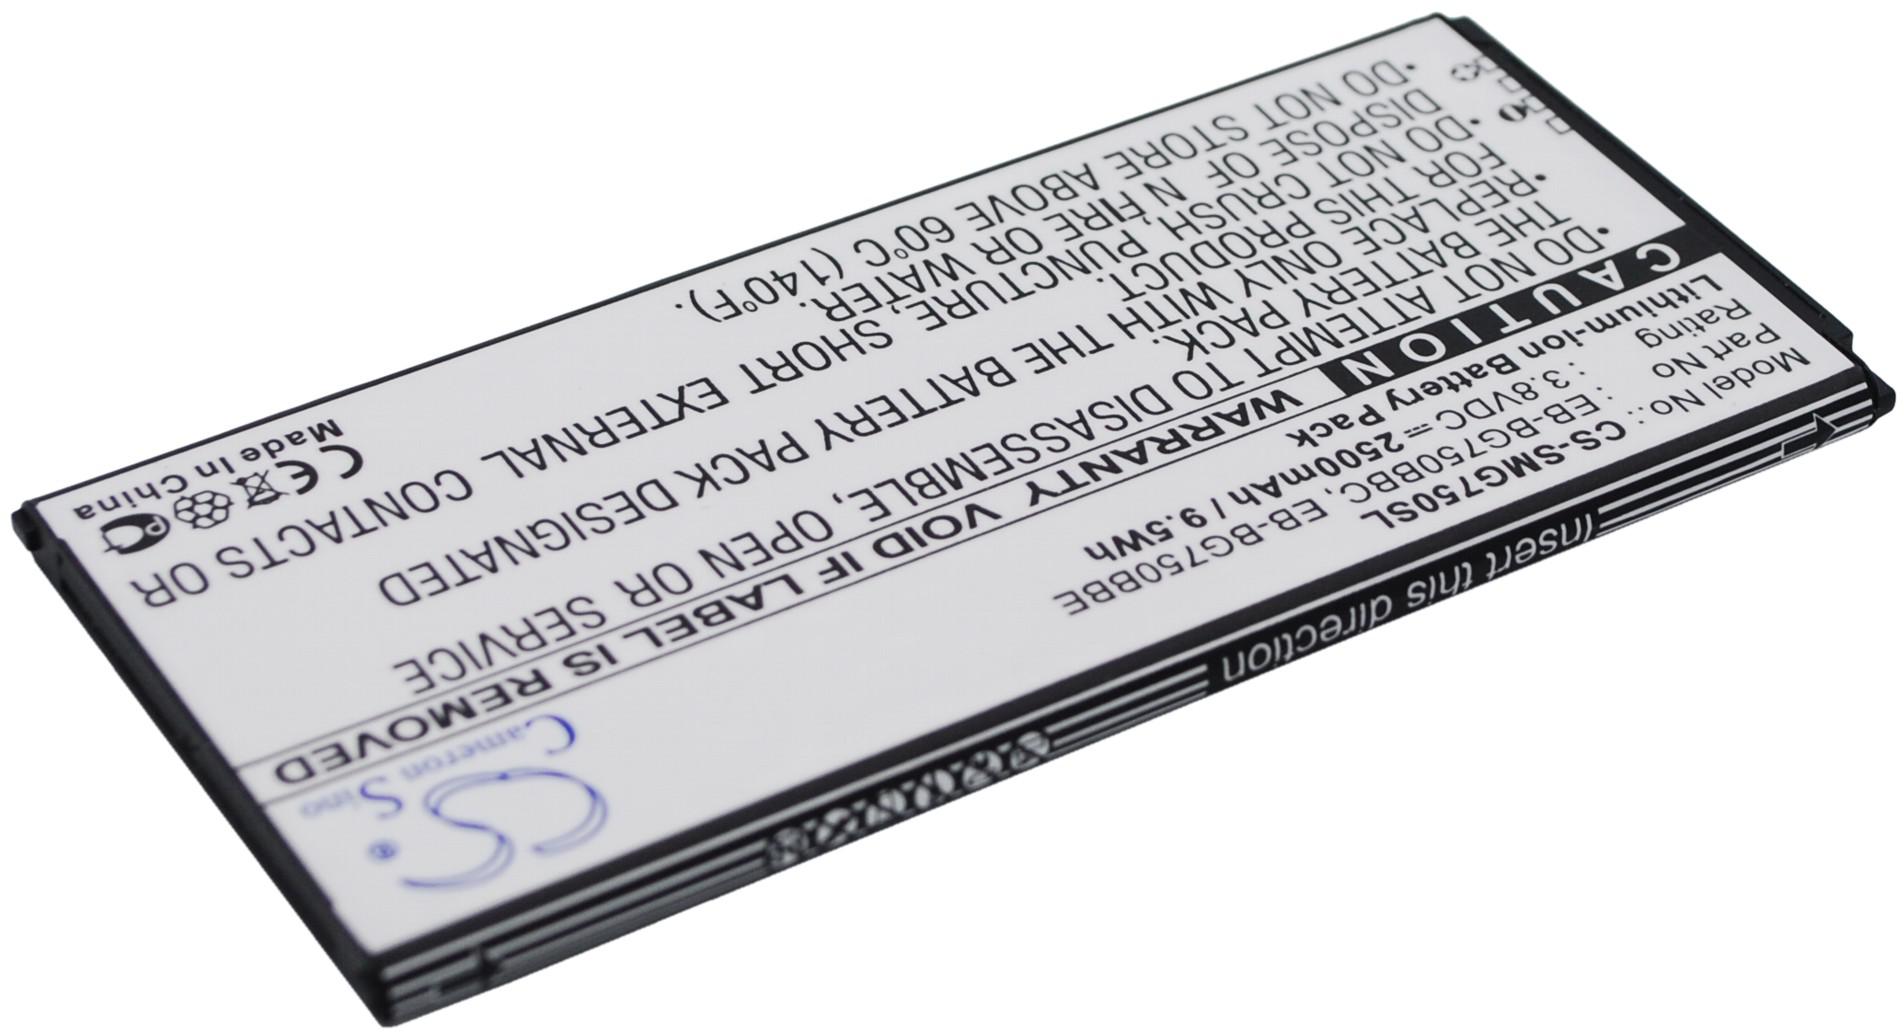 Insert this direction
Model No.: : CS-SMG750SL
Part No : EB-BG750BBC, EB-BG750BBE
Rating : 3.8VDC⎓2500mAh / 9.5Wh
Lithium-ion Battery Pack
CAUTION WARRANTY VOID IF LABEL IS REMOVED
•DO NOT ATTEMPT TO DISASSEMBLE, OPEN OR SERVICE
THE BATTERY PACK.
•REPLACE ONLY WITH THE BATTERY PACK DESIGNATED
FOR THIS PRODUCT.
•DO NOT CRUSH, PUNCTURE, SHORT EXTERNAL CONTACTS OR
DISPOSE OF N FIRE OR WATER.
•DO NOT STORE ABOVE 60°C (140°F).
CS®
Cameron Sino
CE
Made In China